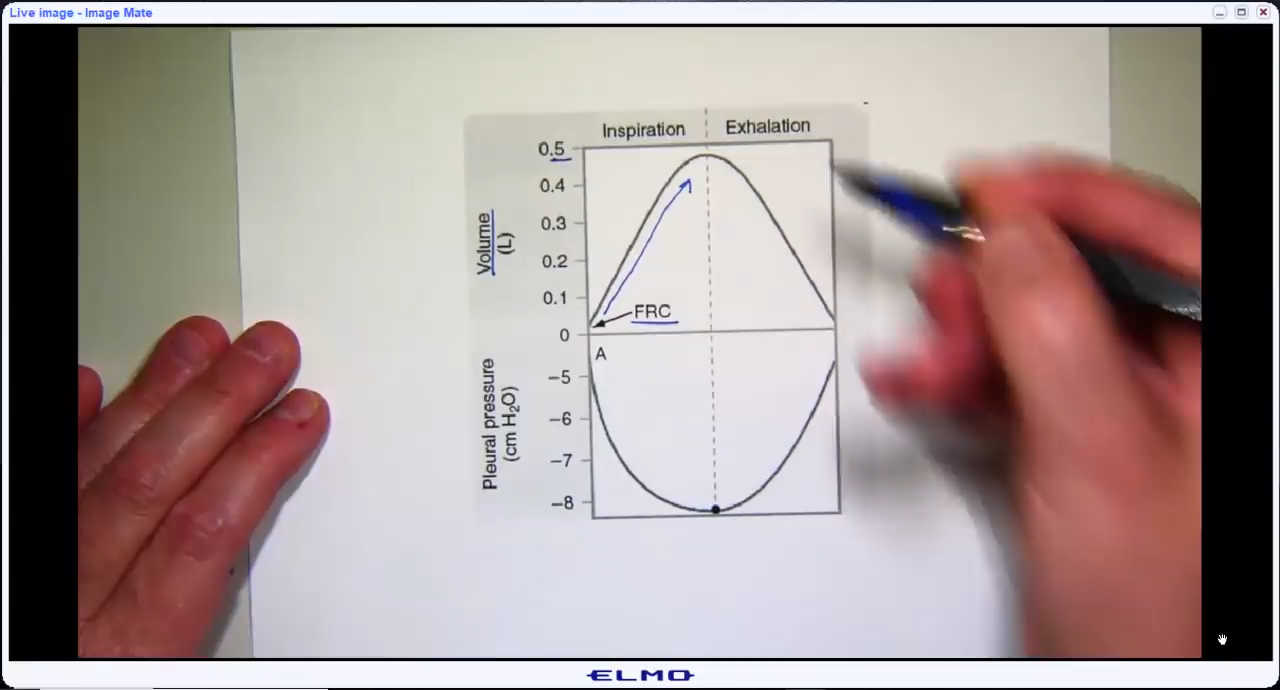 Live image - Image Mate
Inspiration
Exhalation
0.5
0.4
0.3
0.2
0.1
0
Volume
(L)
FRC
A
-5
-6
-7
-8
Pleural pressure
(cm H₂O)
ELMO